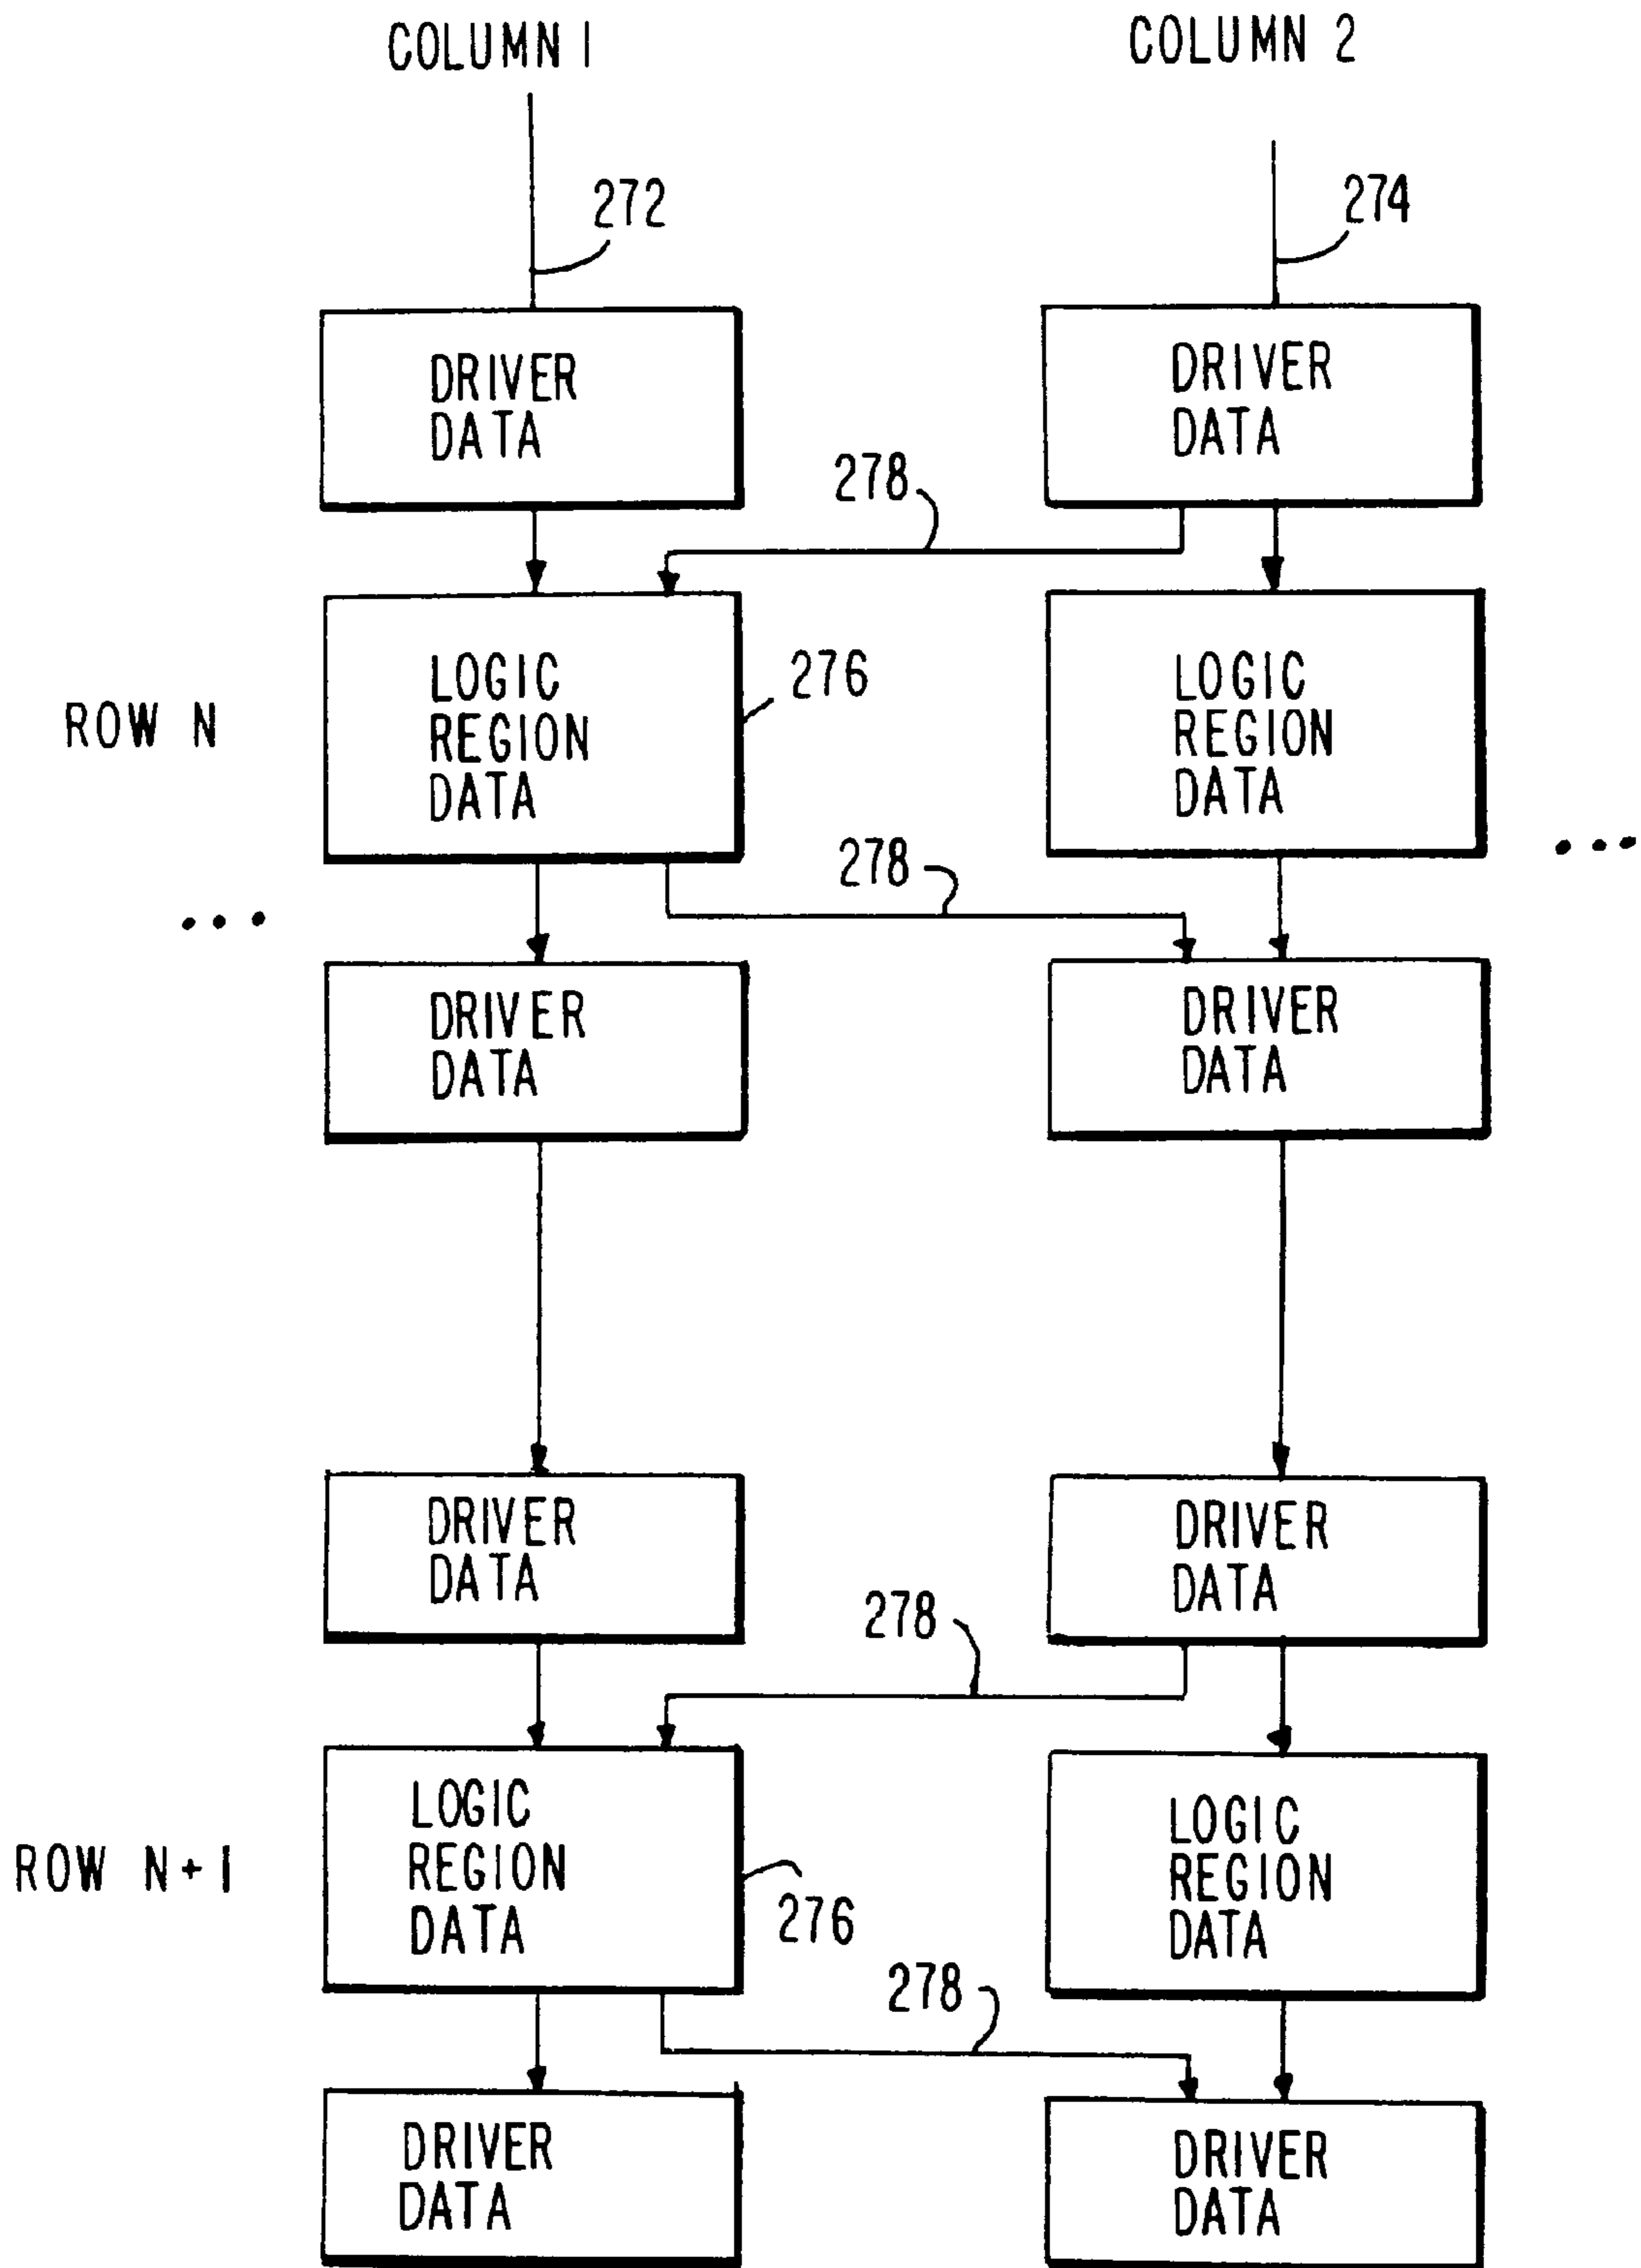 COLUMN 1
COLUMN 2
272
274
DRIVER
DATA
DRIVER
DATA
278
ROW N
LOGIC
REGION
DATA
276
LOGIC
REGION
DATA
...
278
...
DRIVER
DATA
DRIVER
DATA
DRIVER
DATA
DRIVER
DATA
278
ROW N+1
LOGIC
REGION
DATA
276
LOGIC
REGION
DATA
278
DRIVER
DATA
DRIVER
DATA